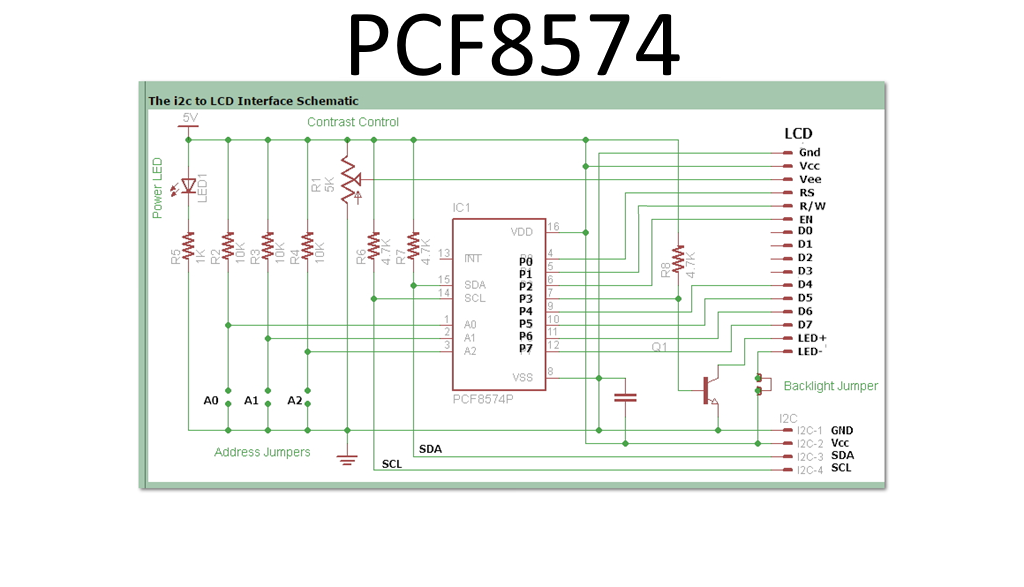 PCF8574
The i2c to LCD Interface Schematic
5V
Contrast Control
LCD
Power LED
LED1
R1
5K
Gnd
Vcc
Vee
RS
R/W
EN
D0
D1
D2
D3
D4
D5
D6
D7
LED+
LED-
R5
1K
R2
10K
R3
10K
R4
10K
R6
4.7K
R7
4.7K
R8
4.7K
IC1
VDD
16
13
INT
15
SDA
14
SCL
1
A0
2
A1
3
A2
P0
4
P1
5
P2
6
P3
7
P4
9
P5
10
P6
11
P7
12
VSS
8
PCF8574P
Q1
Backlight Jumper
A0
A1
A2
Address Jumpers
SDA
SCL
I2C
I2C-1 GND
I2C-2 Vcc
I2C-3 SDA
I2C-4 SCL